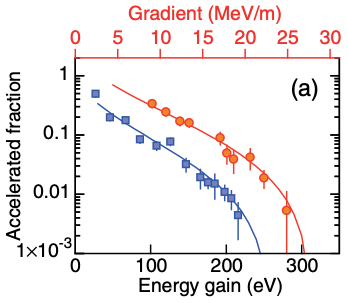 Gradient (MeV/m)
0 5 10 15 20 25 30
(a)
Accelerated fraction
1
0.1
0.01
1×10⁻³
0 100 200 300
Energy gain (eV)